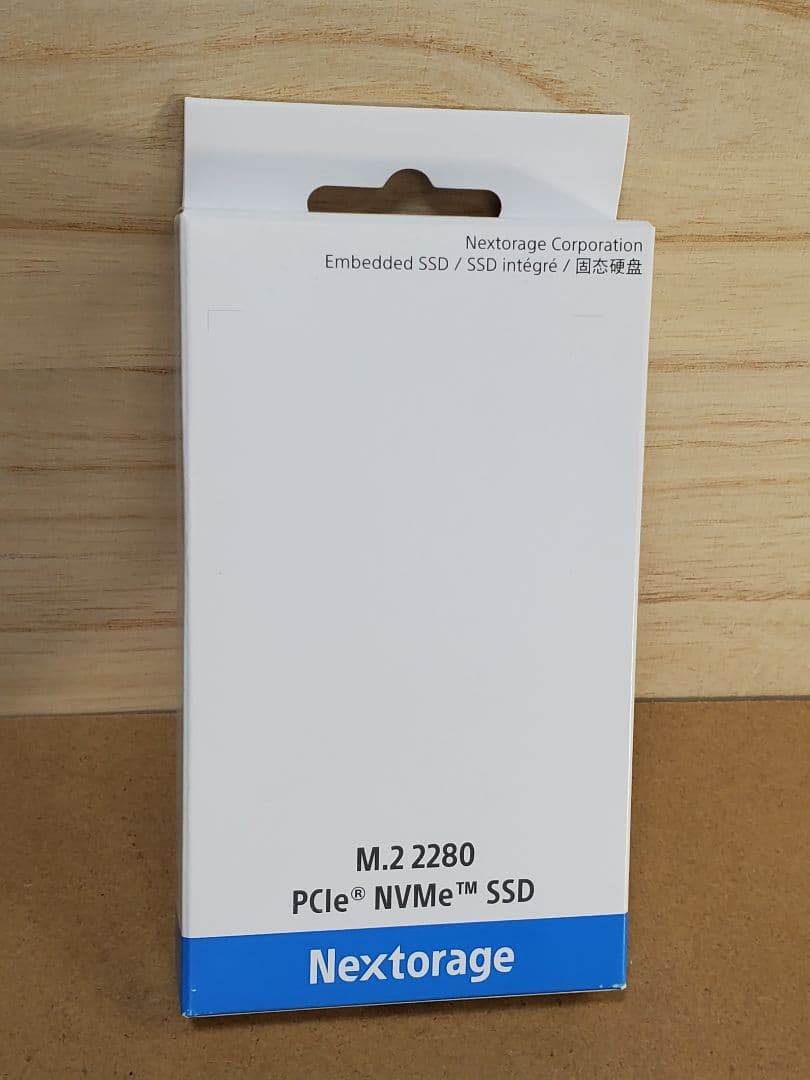 Nextorage Corporation
Embedded SSD / SSD intégré / 固态硬盘
M.2 2280
PCIe® NVMe™ SSD
Nextorage